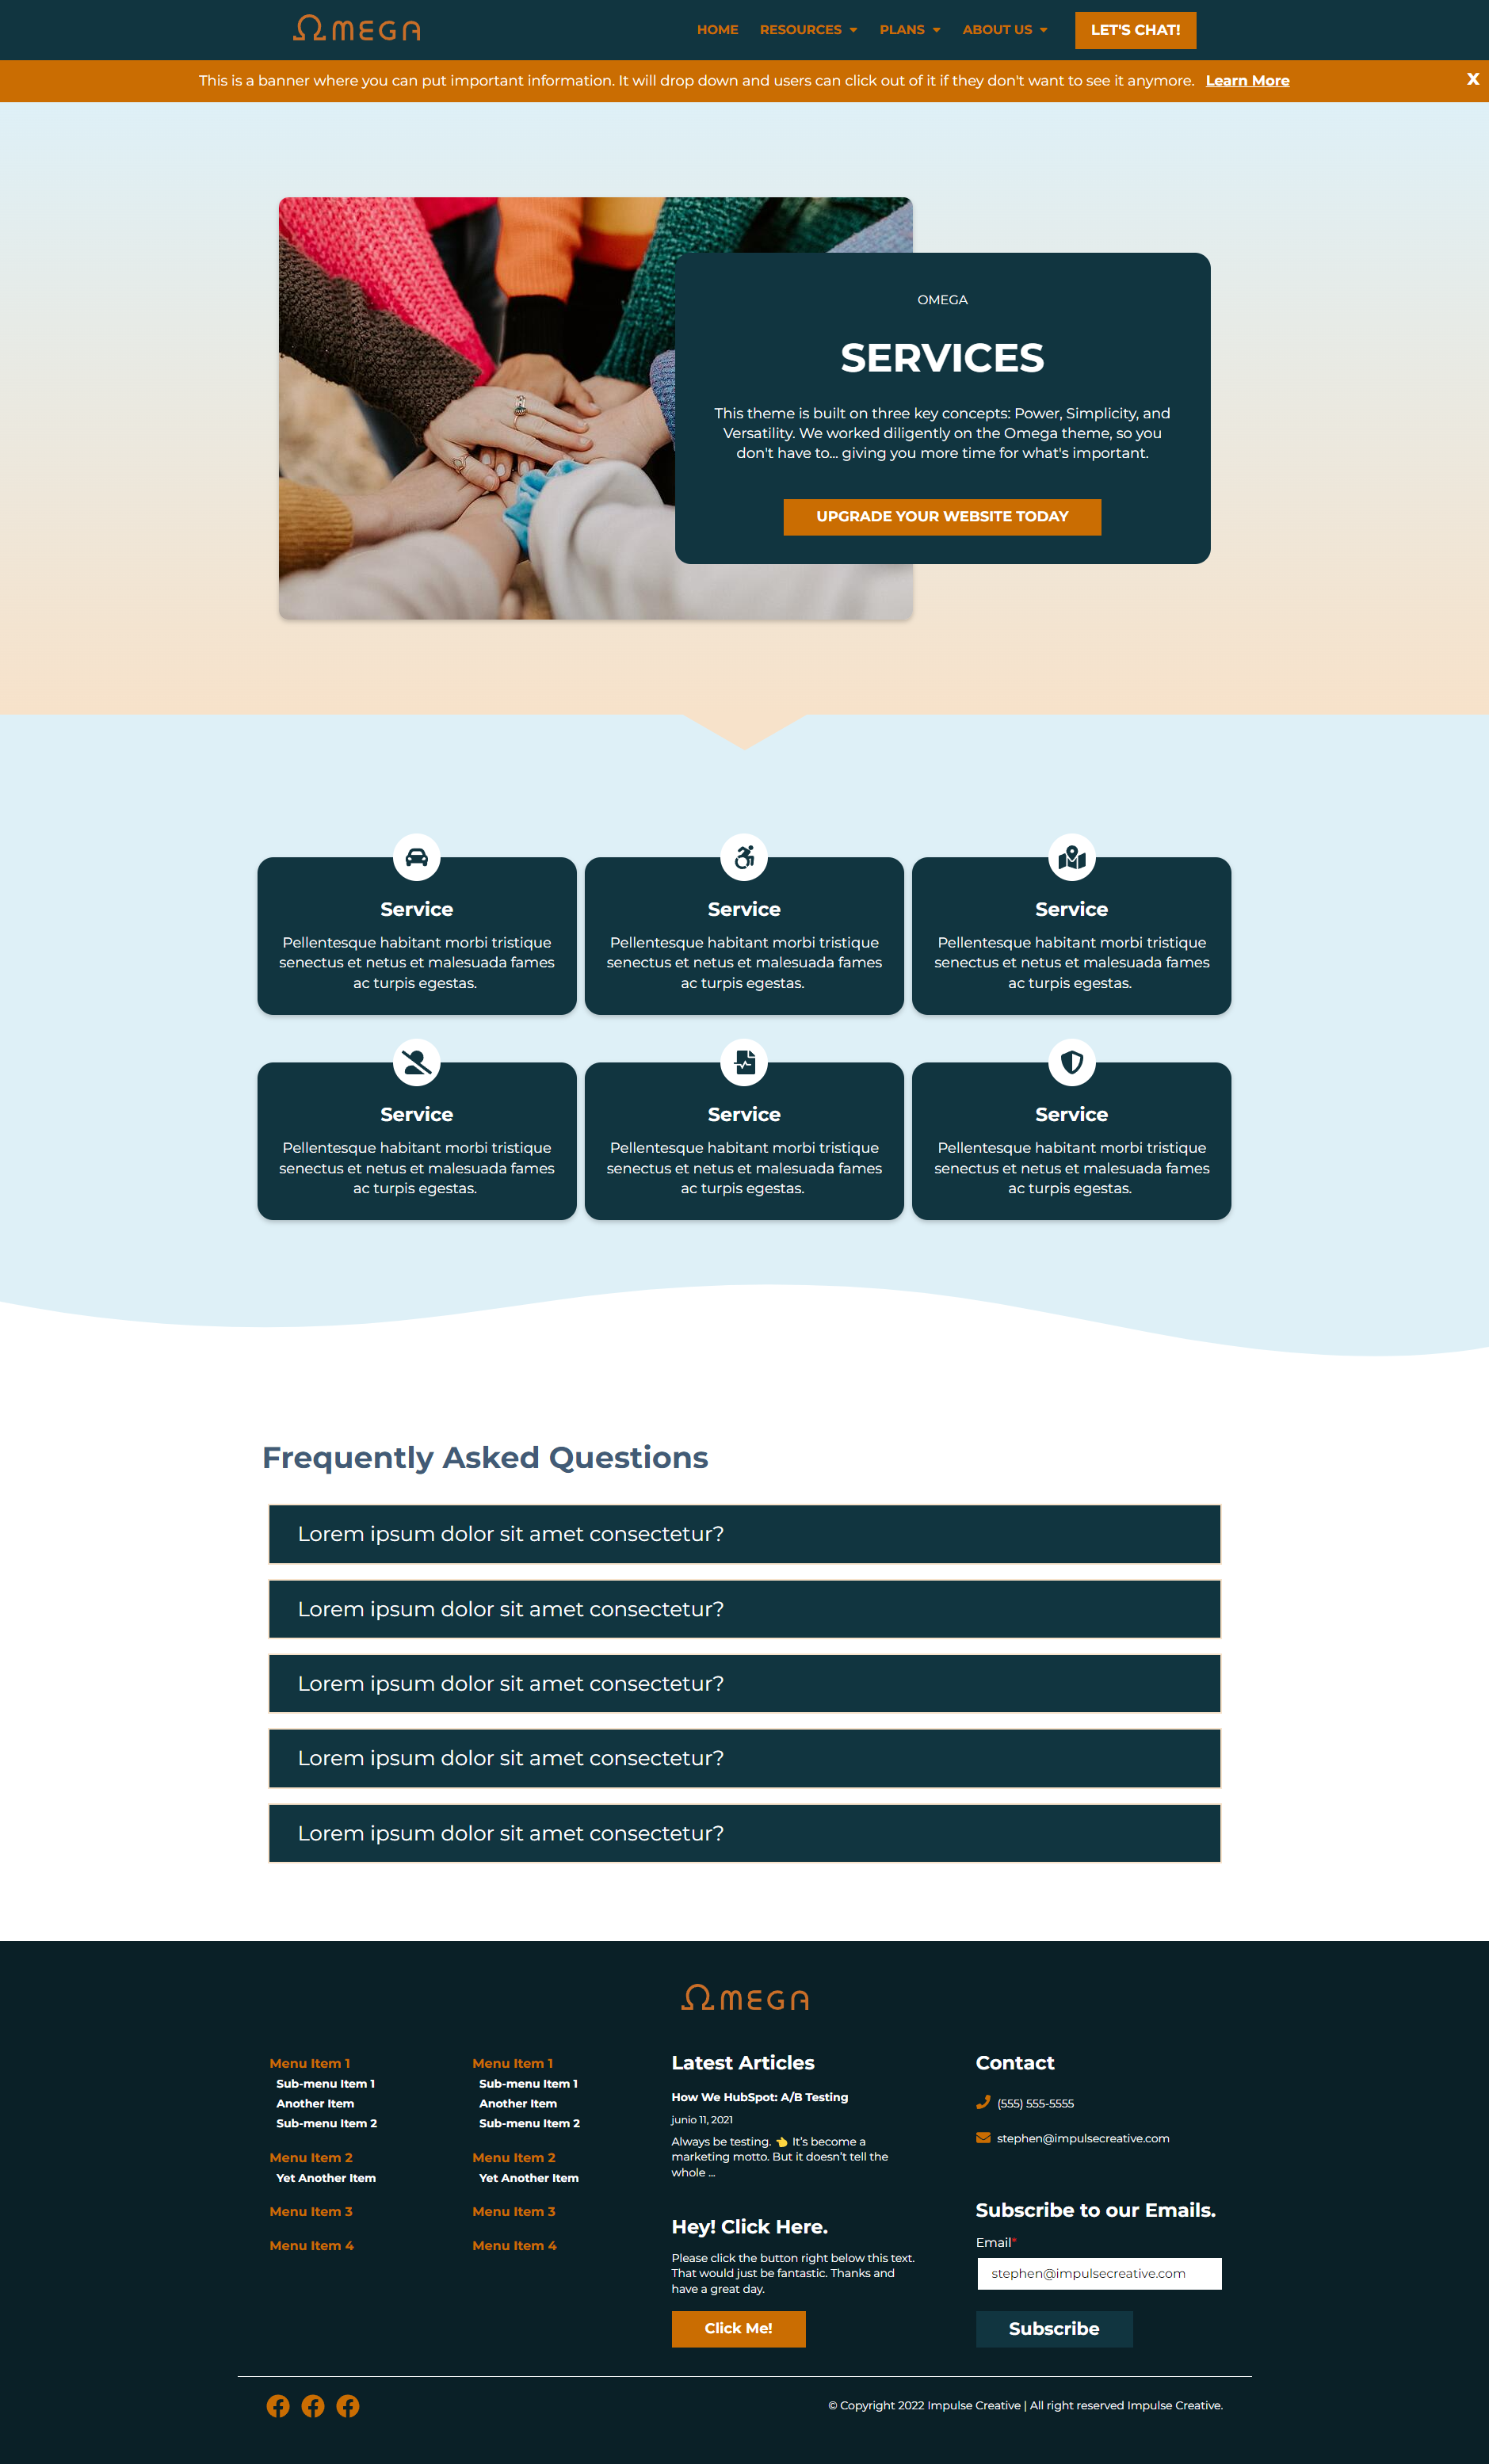 ΩMEGA
HOME RESOURCES PLANS ABOUT US LET'S CHAT!
This is a banner where you can put important information. It will drop down and users can click out of it if they don't want to see it anymore. Learn More X
OMEGA
SERVICES
This theme is built on three key concepts: Power, Simplicity, and
Versatility. We worked diligently on the Omega theme, so you
don't have to... giving you more time for what's important.
UPGRADE YOUR WEBSITE TODAY
Service
Pellentesque habitant morbi tristique
senectus et netus et malesuada fames
ac turpis egestas.
Service
Pellentesque habitant morbi tristique
senectus et netus et malesuada fames
ac turpis egestas.
Service
Pellentesque habitant morbi tristique
senectus et netus et malesuada fames
ac turpis egestas.
Service
Pellentesque habitant morbi tristique
senectus et netus et malesuada fames
ac turpis egestas.
Service
Pellentesque habitant morbi tristique
senectus et netus et malesuada fames
ac turpis egestas.
Service
Pellentesque habitant morbi tristique
senectus et netus et malesuada fames
ac turpis egestas.
Frequently Asked Questions
Lorem ipsum dolor sit amet consectetur?
Lorem ipsum dolor sit amet consectetur?
Lorem ipsum dolor sit amet consectetur?
Lorem ipsum dolor sit amet consectetur?
Lorem ipsum dolor sit amet consectetur?
ΩMEGA
Menu Item 1
Sub-menu Item 1
Another Item
Sub-menu Item 2
Menu Item 2
Yet Another Item
Menu Item 3
Menu Item 4
Menu Item 1
Sub-menu Item 1
Another Item
Sub-menu Item 2
Menu Item 2
Yet Another Item
Menu Item 3
Menu Item 4
Latest Articles
How We HubSpot: A/B Testing
junio 11, 2021
Always be testing. 👈 It's become a
marketing motto. But it doesn't tell the
whole ...
Hey! Click Here.
Please click the button right below this text.
That would just be fantastic. Thanks and
have a great day.
Click Me!
Contact
(555) 555-5555
stephen@impulsecreative.com
Subscribe to our Emails.
Email*
stephen@impulsecreative.com
Subscribe
© Copyright 2022 Impulse Creative | All right reserved Impulse Creative.